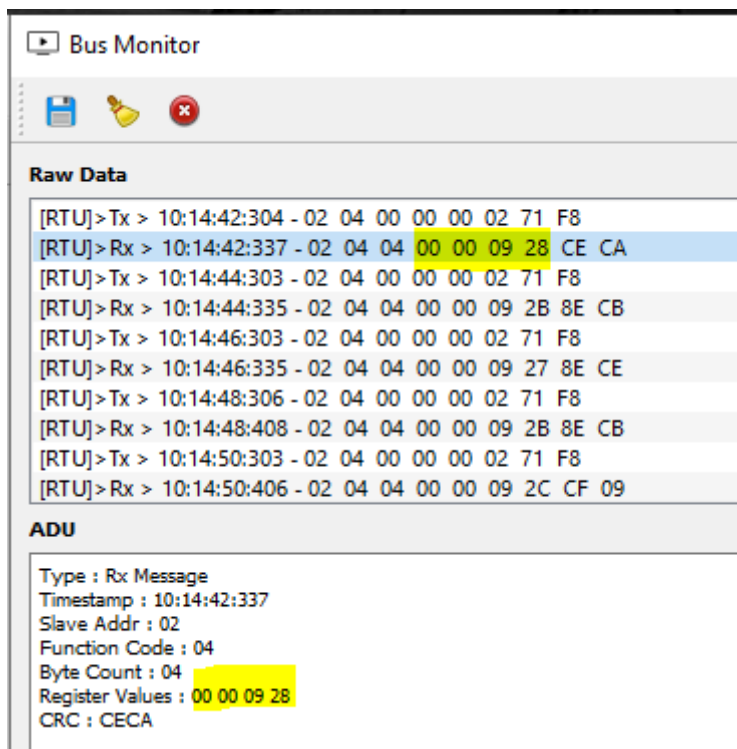 Bus Monitor
Raw Data
[RTU]>Tx > 10:14:42:304 - 02 04 00 00 00 02 71 F8
[RTU]>Rx > 10:14:42:337 - 02 04 04 00 00 09 28 CE CA
[RTU]>Tx > 10:14:44:303 - 02 04 00 00 00 02 71 F8
[RTU]>Rx > 10:14:44:335 - 02 04 04 00 00 09 2B 8E CB
[RTU]>Tx > 10:14:46:303 - 02 04 00 00 00 02 71 F8
[RTU]>Rx > 10:14:46:335 - 02 04 04 00 00 09 27 8E CE
[RTU]>Tx > 10:14:48:306 - 02 04 00 00 00 02 71 F8
[RTU]>Rx > 10:14:48:408 - 02 04 04 00 00 09 2B 8E CB
[RTU]>Tx > 10:14:50:303 - 02 04 00 00 00 02 71 F8
[RTU]>Rx > 10:14:50:406 - 02 04 04 00 00 09 2C CF 09
ADU
Type : Rx Message
Timestamp : 10:14:42:337
Slave Addr : 02
Function Code : 04
Byte Count : 04
Register Values : 00 00 09 28
CRC : CECA